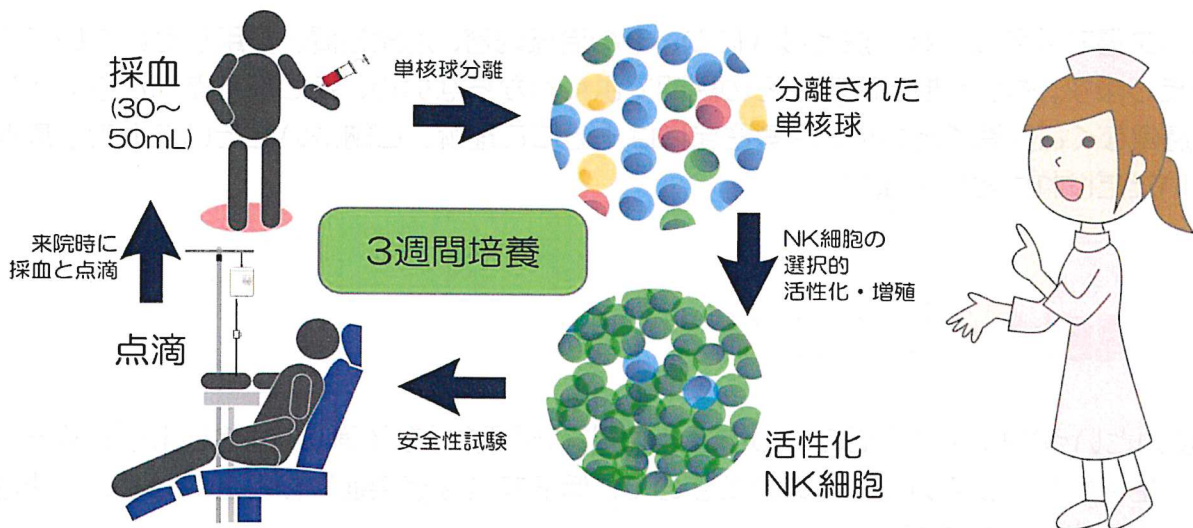 採血
(30～
50mL)
単核球分離
分離された
単核球
3週間培養
来院時に
採血と点滴
NK細胞の
選択的
活性化・増殖
点滴
安全性試験
活性化
NK細胞